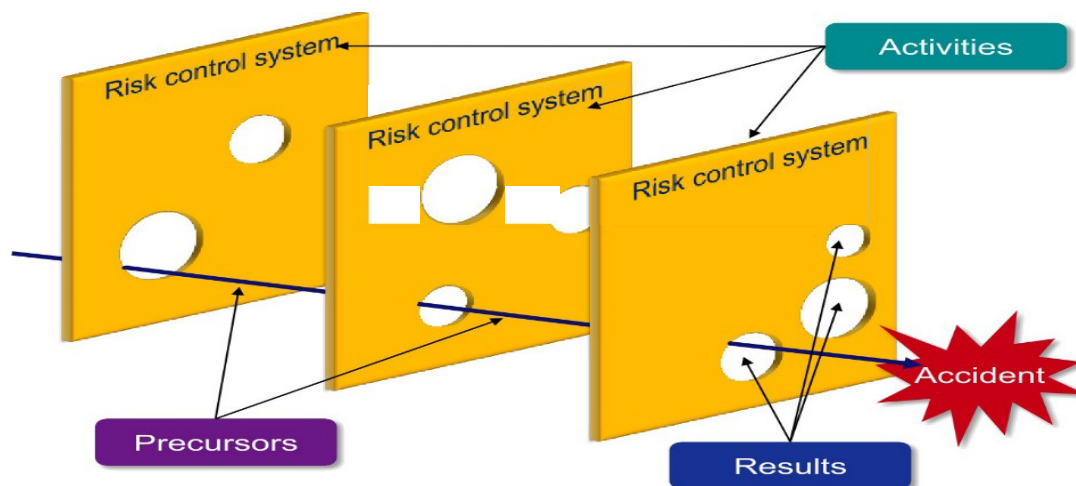 Risk control system
Activities
Risk control system
Risk control system
Accident
Precursors
Results